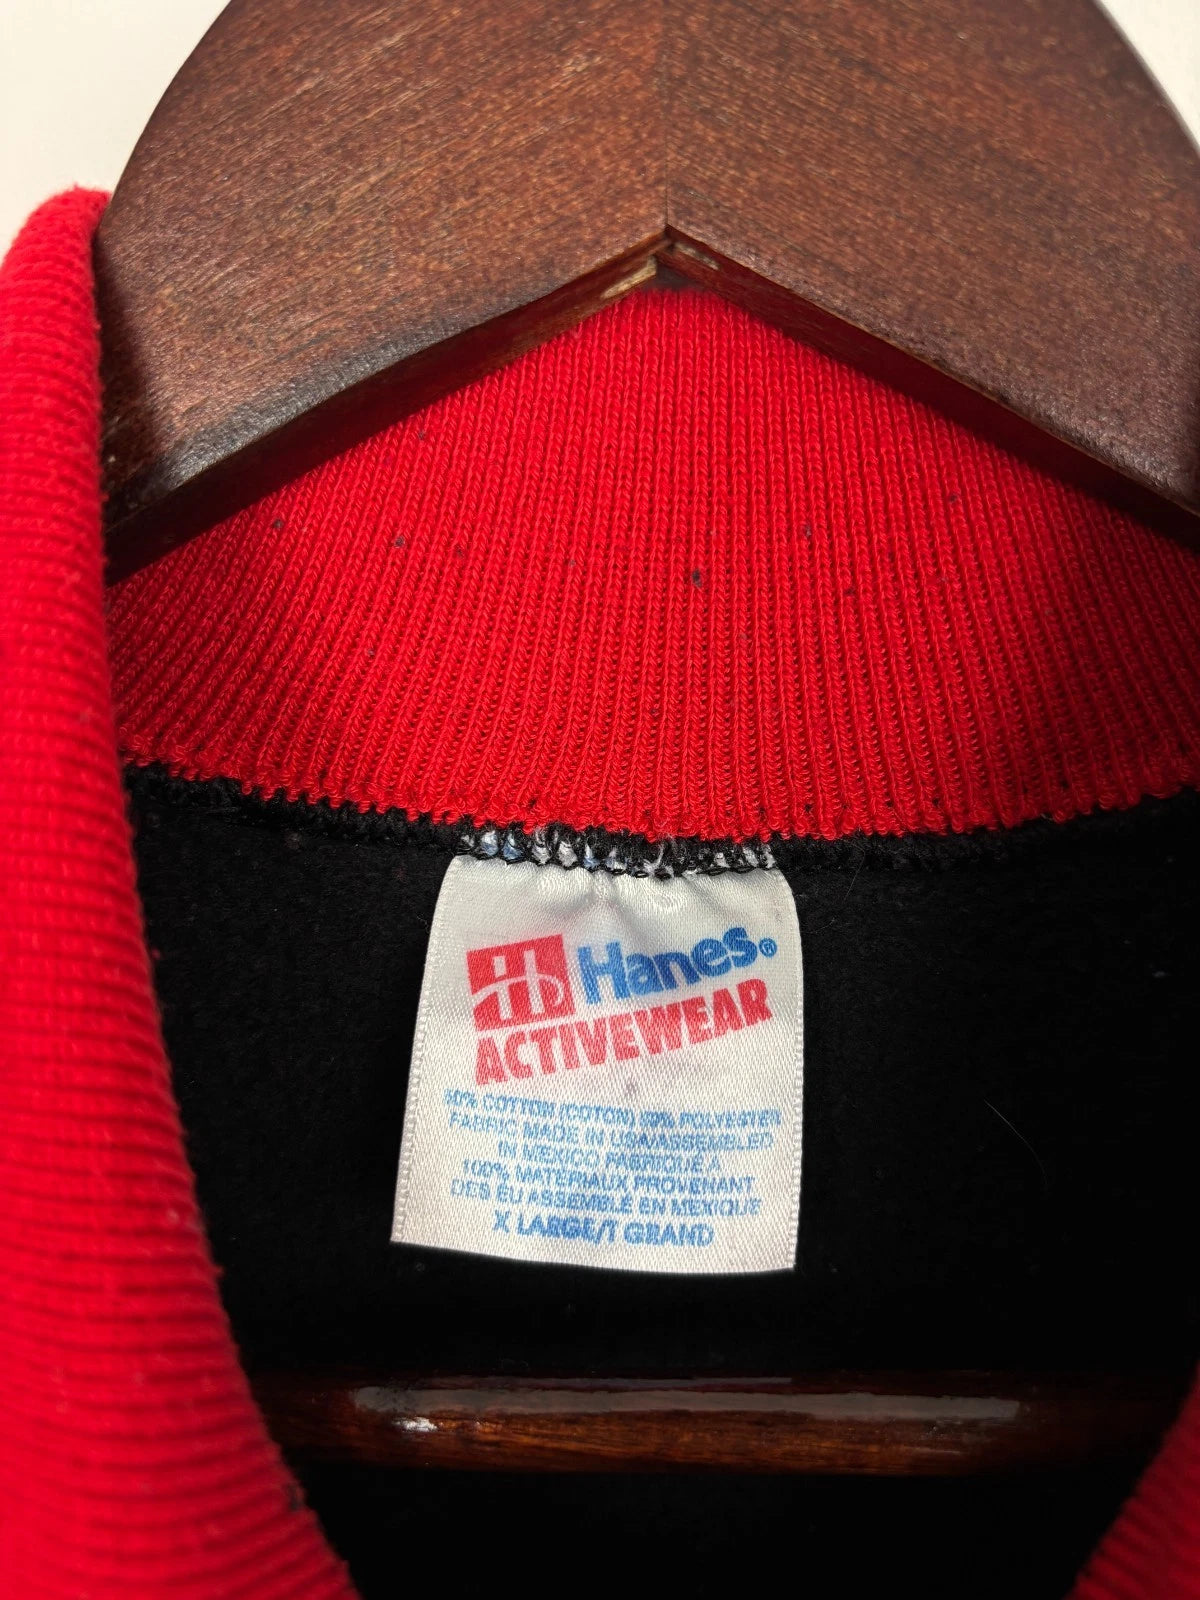 H Hanes®
ACTIVEWEAR
50% COTTON (COTON) 50% POLYESTER
FABRIC MADE IN USA/ASSEMBLED
IN MEXICO FABRIQUE À
100% MATERIAUX PROVENANT
DES EU ASSEMBLÉ EN MEXIQUE
X LARGE/T GRAND